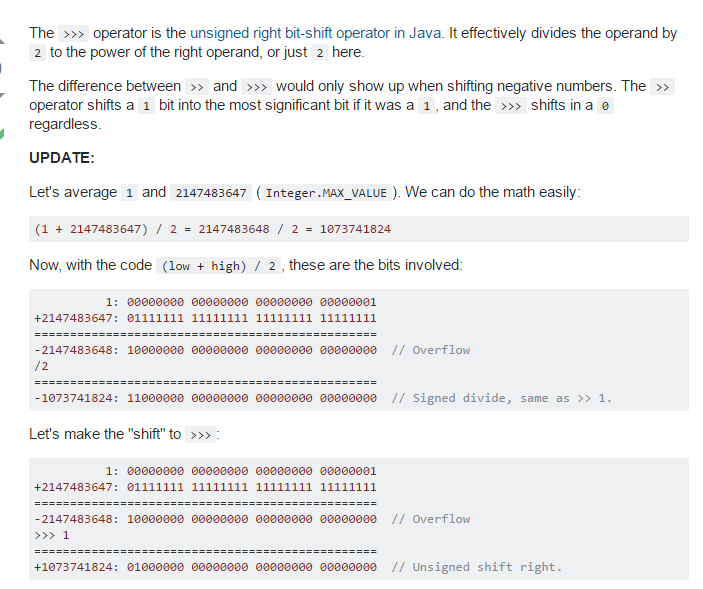 The >>> operator is the unsigned right bit-shift operator in Java. It effectively divides the operand by
2 to the power of the right operand, or just 2 here.
The difference between >> and >>> would only show up when shifting negative numbers. The >>
operator shifts a 1 bit into the most significant bit if it was a 1, and the >>> shifts in a 0
regardless.
UPDATE:
Let's average 1 and 2147483647 ( Integer.MAX_VALUE ). We can do the math easily:
(1 + 2147483647) / 2 = 2147483648 / 2 = 1073741824
Now, with the code (low + high) / 2 , these are the bits involved:
1: 00000000 00000000 00000000 00000001
+2147483647: 01111111 11111111 11111111 11111111
================================================
-2147483648: 10000000 00000000 00000000 00000000 // Overflow
/2
================================================
-1073741824: 11000000 00000000 00000000 00000000 // Signed divide, same as >> 1.
Let's make the "shift" to >>> :
1: 00000000 00000000 00000000 00000001
+2147483647: 01111111 11111111 11111111 11111111
================================================
-2147483648: 10000000 00000000 00000000 00000000 // Overflow
>>> 1
================================================
+1073741824: 01000000 00000000 00000000 00000000 // Unsigned shift right.